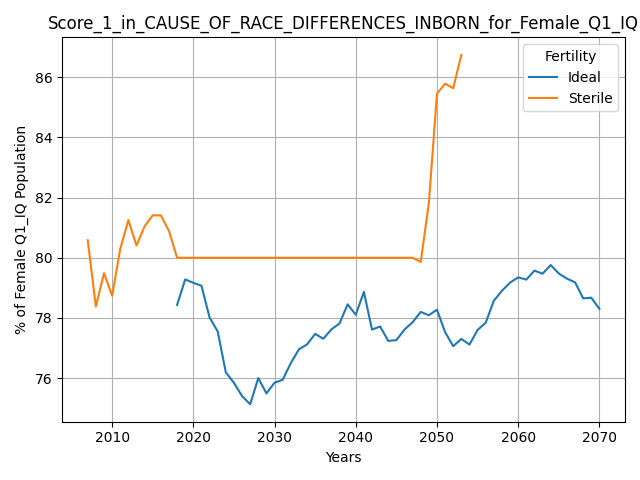 Score_1_in_CAUSE_OF_RACE_DIFFERENCES_INBORN_for_Female_Q1_IQ
Fertility
Ideal
Sterile
% of Female Q1_IQ Population
86
84
82
80
78
76
2010 2020 2030 2040 2050 2060 2070
Years